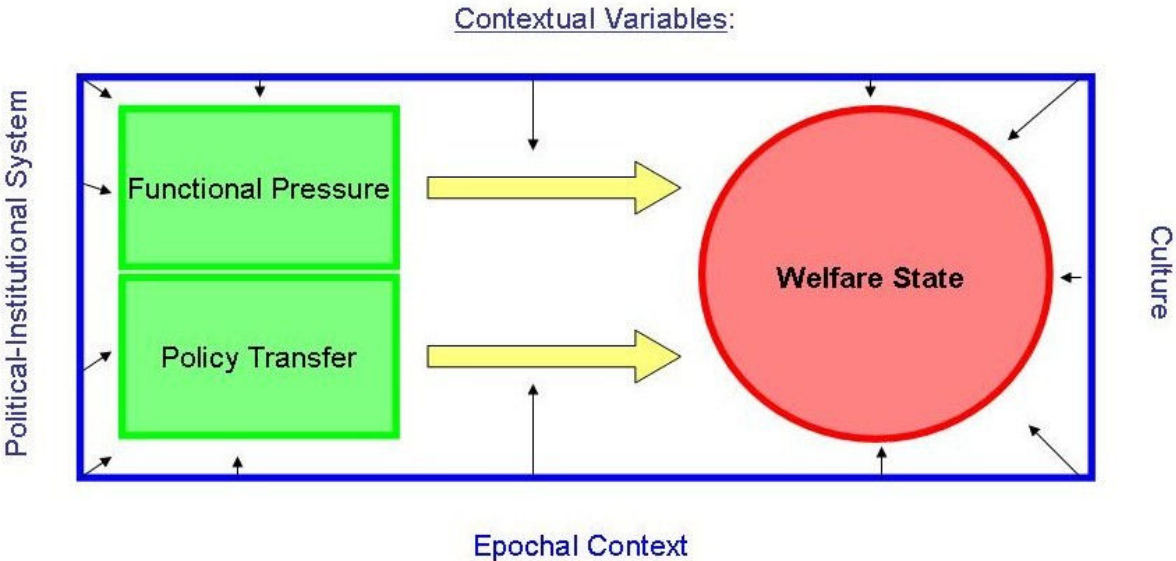 Contextual Variables:
Political-Institutional System
Functional Pressure
Policy Transfer
Welfare State
Culture
Epochal Context